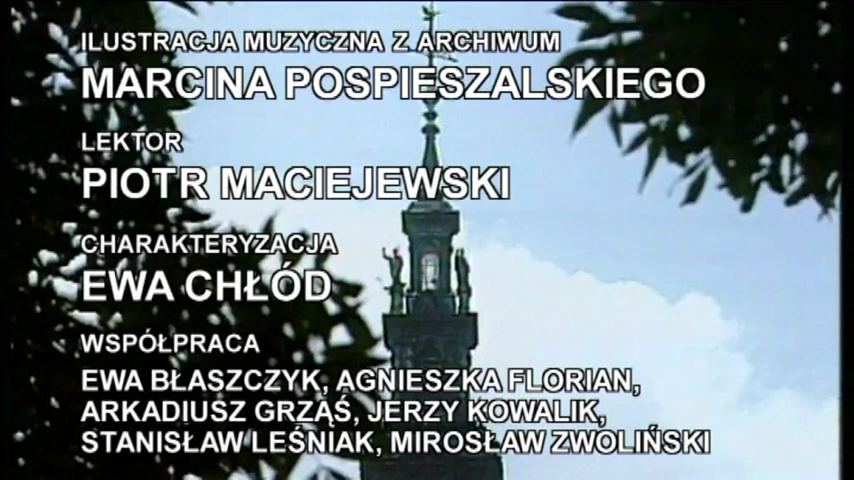 ILUSTRACJA MUZYCZNA Z ARCHIWUM
MARCINA POSPIESZALSKIEGO
LEKTOR
PIOTR MACIEJEWSKI
CHARAKTERYZACJA
EWA CHŁÓD
WSPÓŁPRACA
EWA BŁASZCZYK, AGNIESZKA FLORIAN,
ARKADIUSZ GRZĄŚ, JERZY KOWALIK,
STANISŁAW LEŚNIAK, MIROSŁAW ZWOLIŃSKI